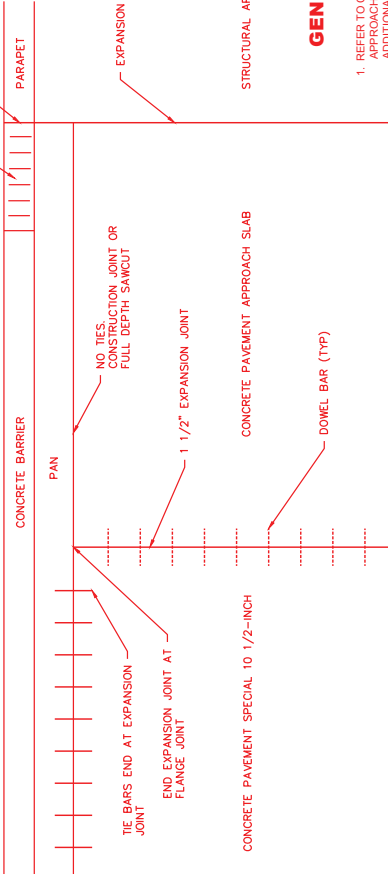 CONCRETE BARRIER
PARAPET
PAN
NO TIES.
CONSTRUCTION JOINT OR
FULL DEPTH SAWCUT
EXPANSION
TIE BARS END AT EXPANSION
JOINT
END EXPANSION JOINT AT
FLANGE JOINT
1 1/2" EXPANSION JOINT
CONCRETE PAVEMENT SPECIAL 10 1/2-INCH
CONCRETE PAVEMENT APPROACH SLAB
STRUCTURAL
DOWEL BAR (TYP)
GEN
1. REFER TO
APPROACH